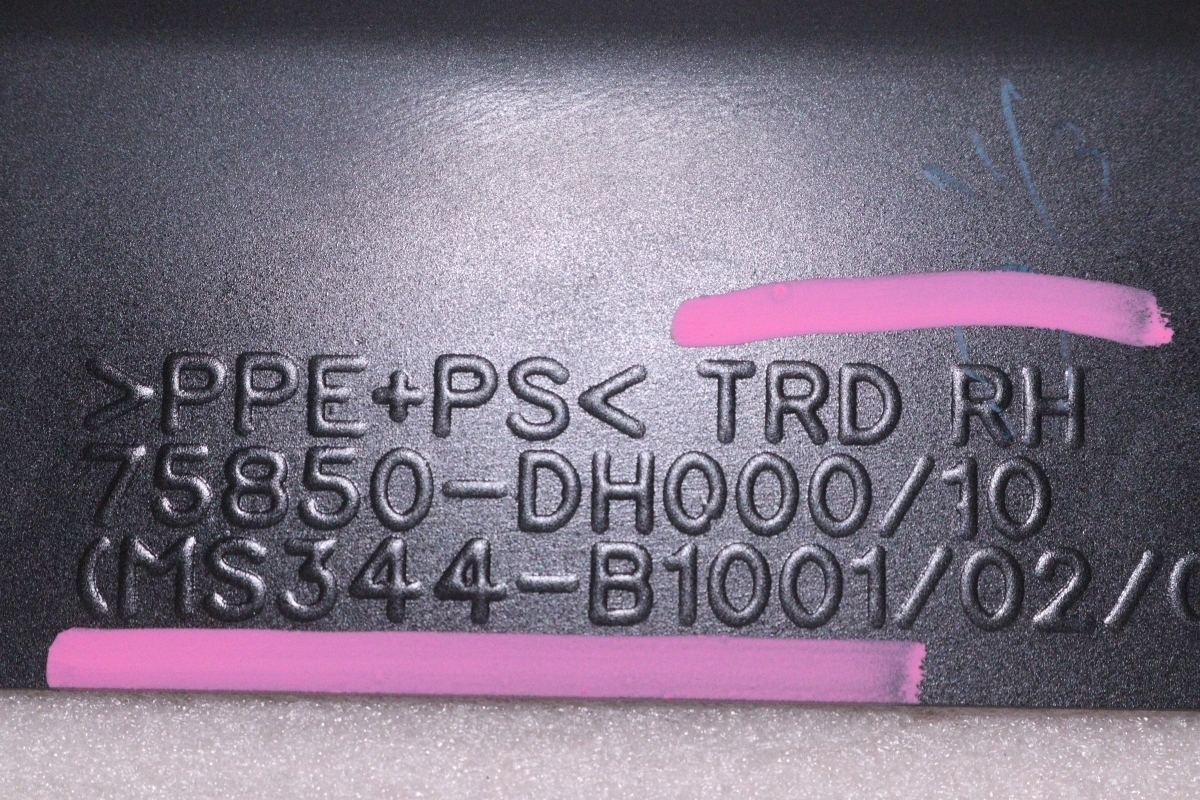 >PPE+PS< TRD RH
75850-DH000/10
(MS344-B1001/02/